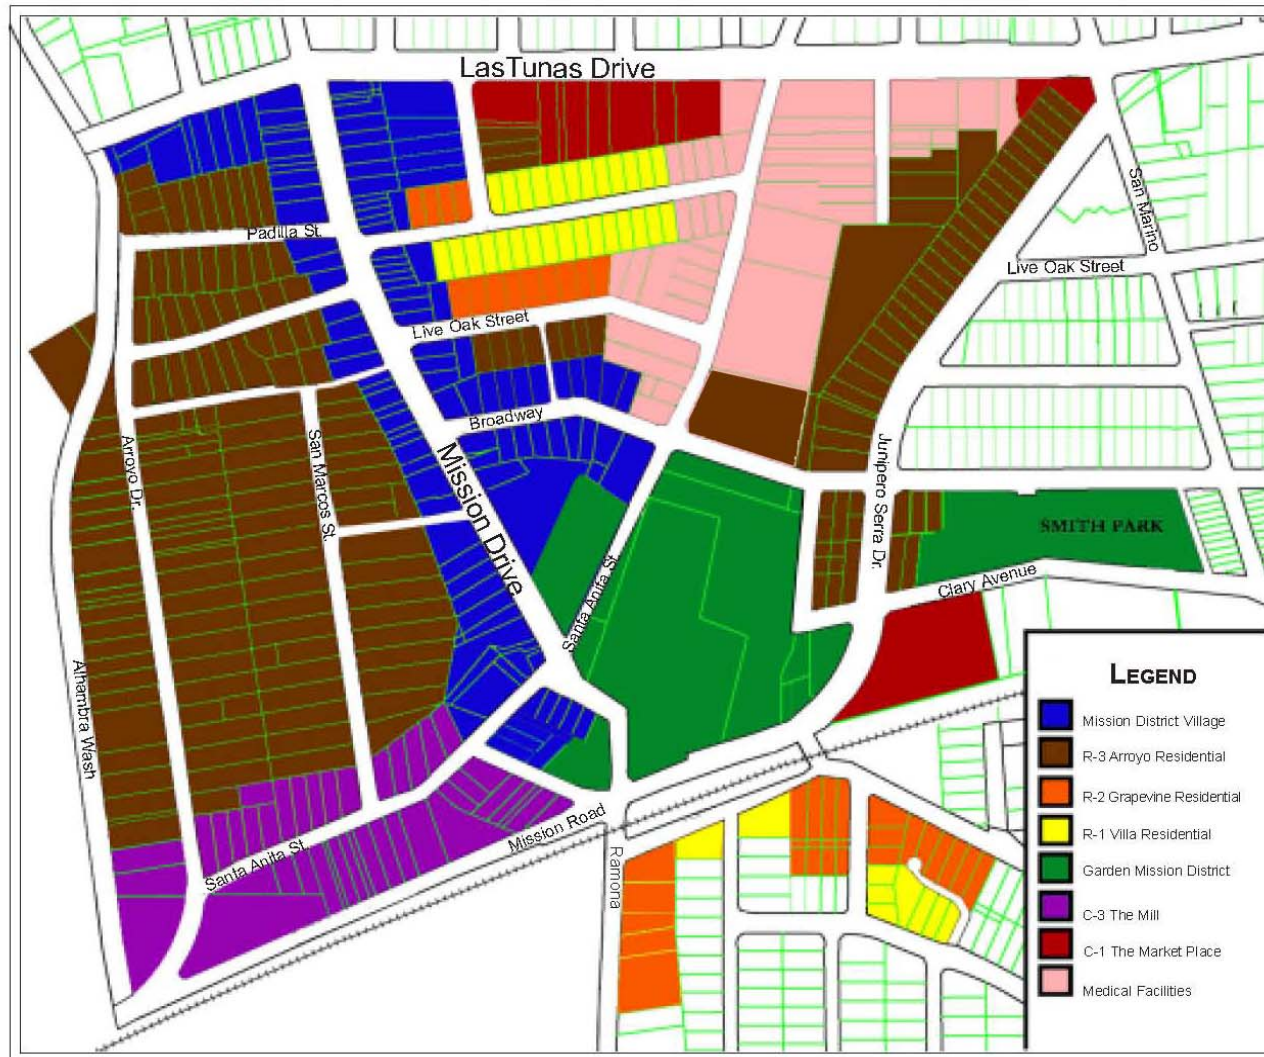 LasTunas Drive
San Marino
Padilla St.
Live Oak Street
Live Oak Street
Broadway
Arroyo Dr.
San Marcos St.
Mission Drive
Junipero Serra Dr.
SMITH PARK
Santa Anita St.
Clary Avenue
Alhambra Wash
Mission Road
Santa Anita St.
Ramona
LEGEND
Mission District Village
R-3 Arroyo Residential
R-2 Grapevine Residential
R-1 Villa Residential
Garden Mission District
C-3 The Mill
C-1 The Market Place
Medical Facilities